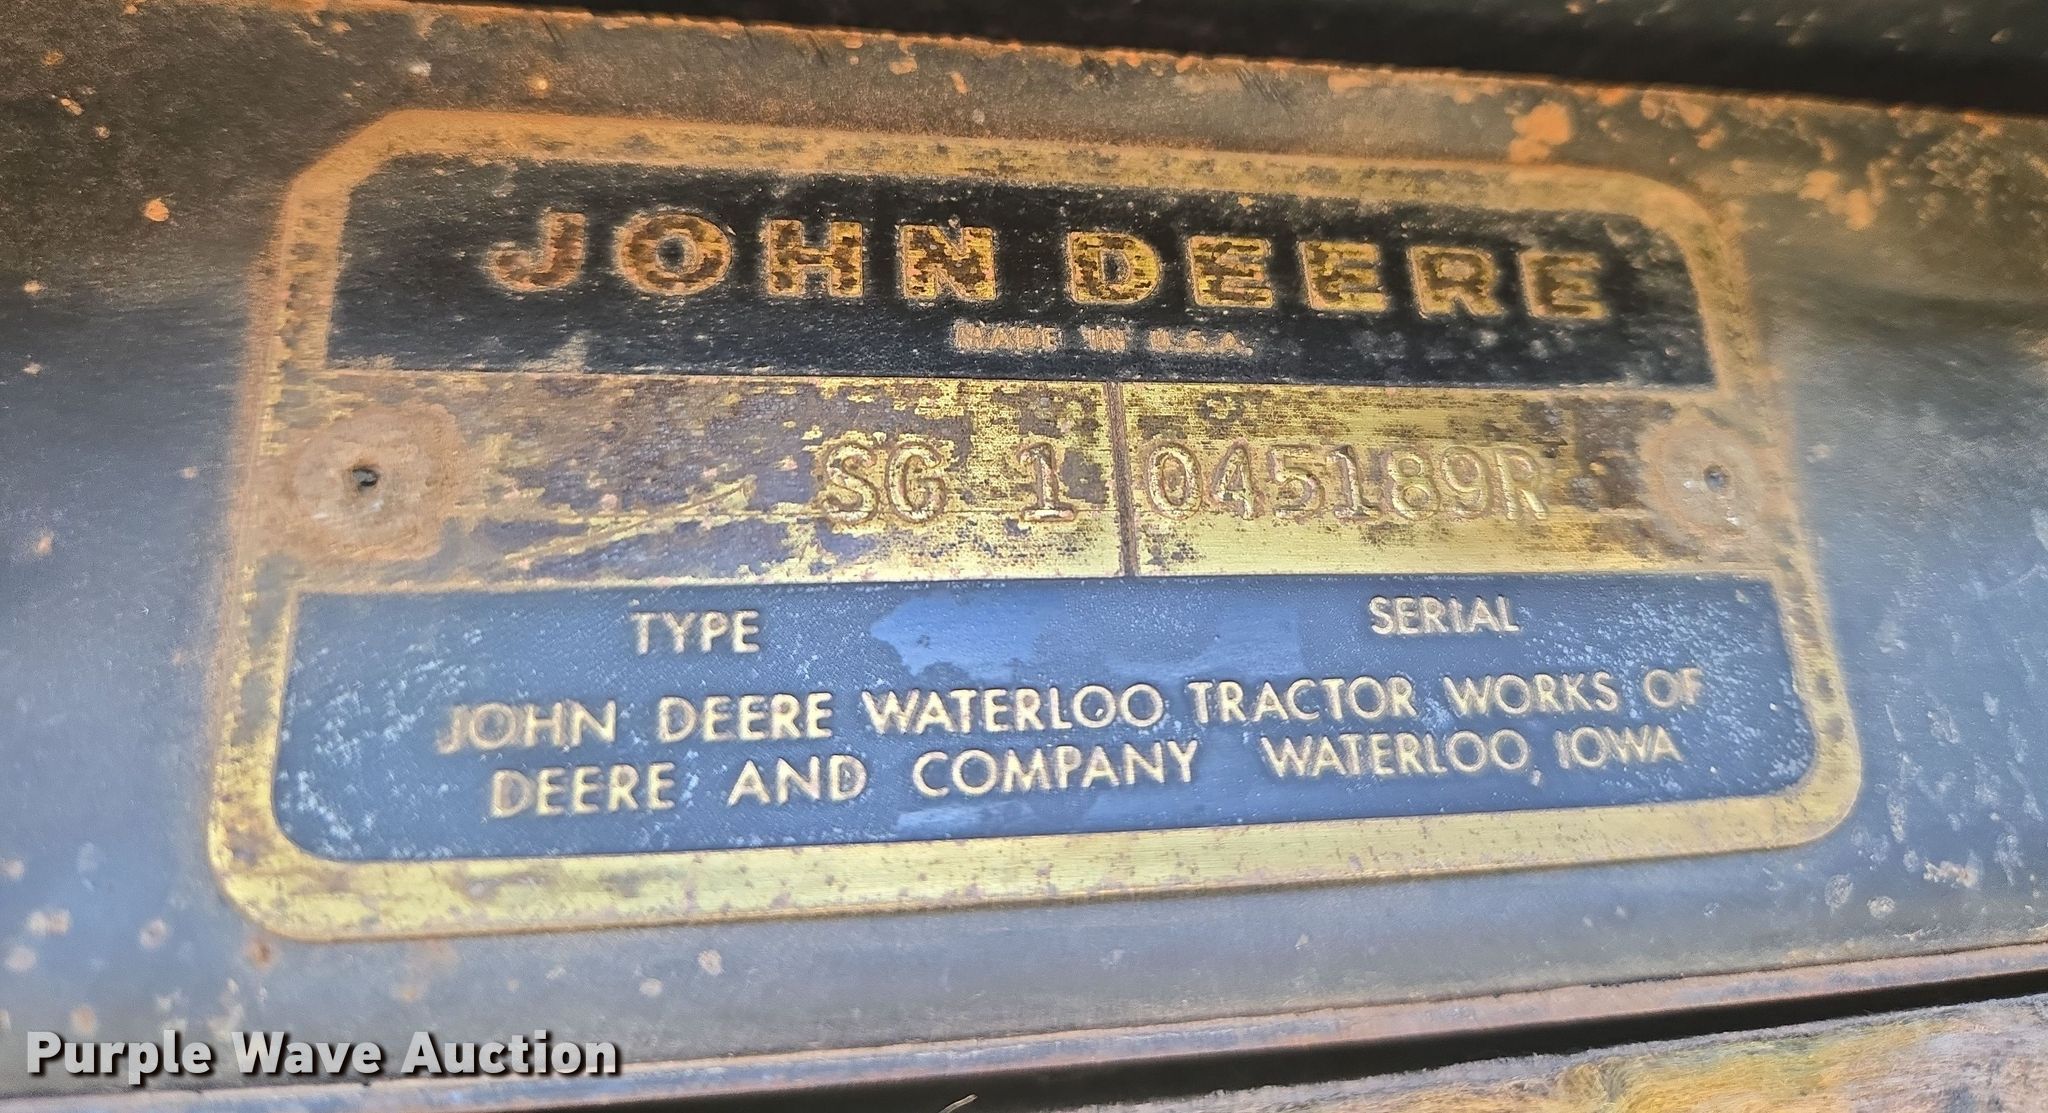 JOHN DEERE
MADE IN U.S.A.
SG 1 045189R
TYPE SERIAL
JOHN DEERE WATERLOO TRACTOR WORKS OF
DEERE AND COMPANY WATERLOO, IOWA
Purple Wave Auction